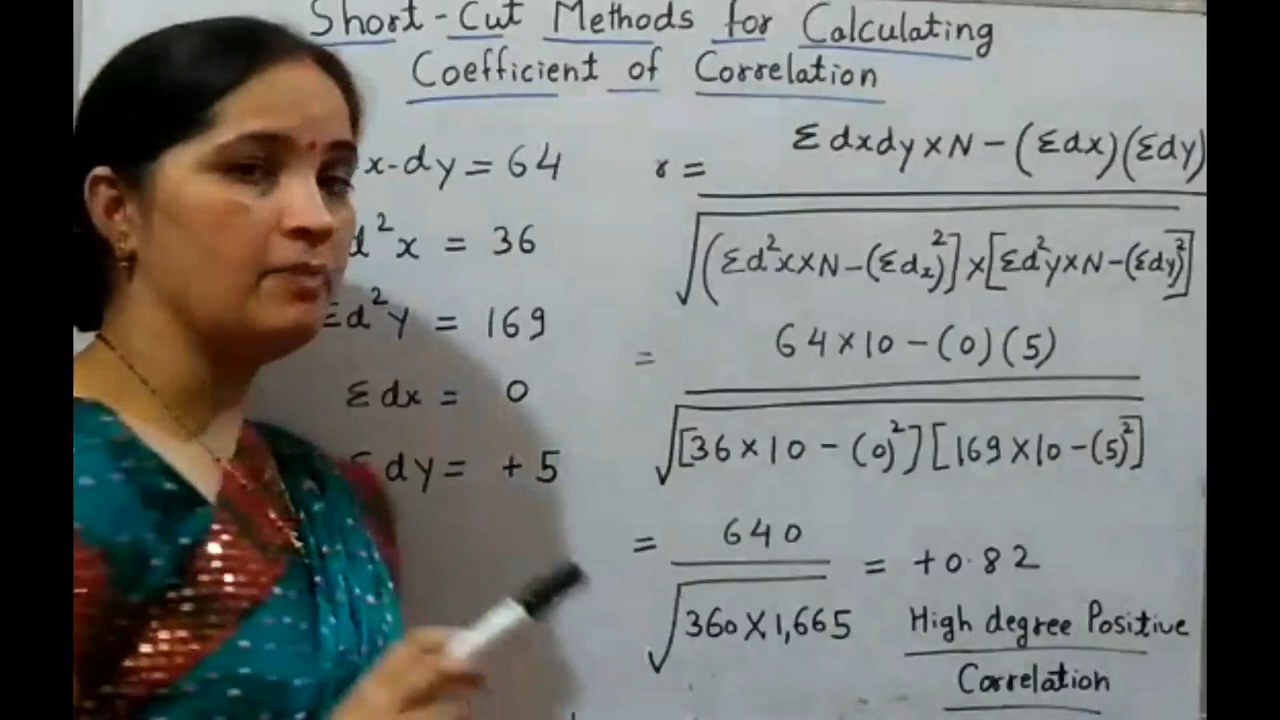 Short-Cut Methods for Calculating
Coefficient of Correlation
x-dy = 64
d²x = 36
Σd²y = 169
Σdx = 0
Σdy = +5
r = Σdxdy×N-(Σdx)(Σdy)
√(Σd²x×N-(Σdx)²]×[Σd²y×N-(Σdy)²]
= 64×10-(0)(5)
√[36×10-(0)²][169×10-(5)²]
= 640 = +0.82
√360×1,665
High degree Positive
Correlation